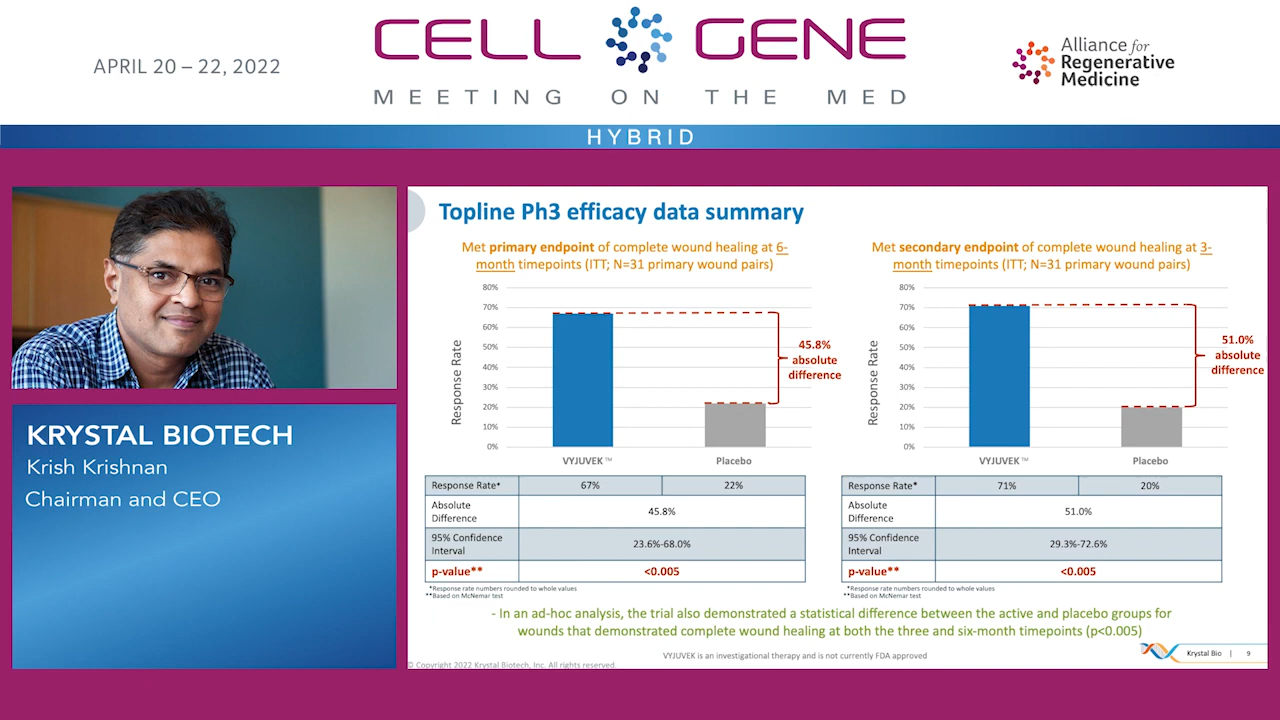 APRIL 20 – 22, 2022
CELL GENE
MEETING ON THE MED
Alliance for
Regenerative
Medicine
HYBRID
KRYSTAL BIOTECH
Krish Krishnan
Chairman and CEO
Topline Ph3 efficacy data summary
Met primary endpoint of complete wound healing at 6-
month timepoints (ITT; N=31 primary wound pairs)
80%
70%
60%
50%
40%
30%
20%
10%
0%
Response Rate
45.8%
absolute
difference
VYJUVEK™ Placebo
Response Rate* 67% 22%
Absolute
Difference
45.8%
95% Confidence
Interval
23.6%-68.0%
p-value** <0.005
*Response rate numbers rounded to whole values
**Based on McNemar test
Met secondary endpoint of complete wound healing at 3-
month timepoints (ITT; N=31 primary wound pairs)
80%
70%
60%
50%
40%
30%
20%
10%
0%
Response Rate
51.0%
absolute
difference
VYJUVEK™ Placebo
Response Rate* 71% 20%
Absolute
Difference
51.0%
95% Confidence
Interval
29.3%-72.6%
p-value** <0.005
*Response rate numbers rounded to whole values
**Based on McNemar test
- In an ad-hoc analysis, the trial also demonstrated a statistical difference between the active and placebo groups for
wounds that demonstrated complete wound healing at both the three and six-month timepoints (p<0.005)
VYJUVEK is an investigational therapy and is not currently FDA approved
Krystal Bio | 9
© Copyright 2022 Krystal Biotech, Inc. All rights reserved.